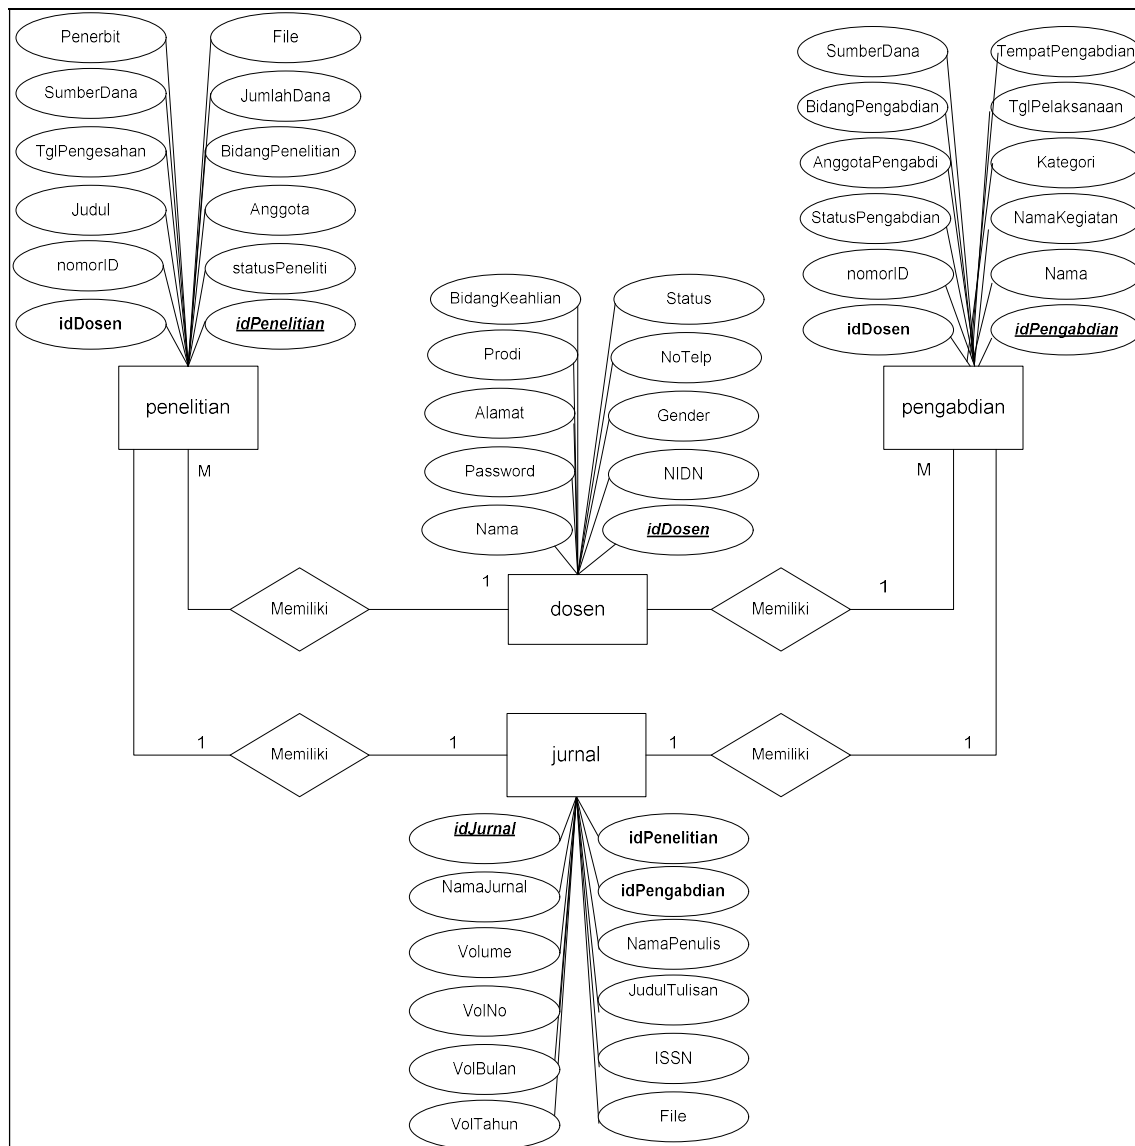 Penerbit
File
SumberDana
JumlahDana
TglPengesahan
BidangPenelitian
Judul
Anggota
nomorID
statusPeneliti
idDosen
idPenelitian
penelitian
SumberDana
TempatPengabdian
BidangPengabdian
TglPelaksanaan
AnggotaPengabdi
Kategori
StatusPengabdian
NamaKegiatan
nomorID
Nama
idDosen
idPengabdian
pengabdian
BidangKeahlian
Status
Prodi
NoTelp
Alamat
Gender
Password
NIDN
Nama
idDosen
M
M
Memiliki
1
dosen
Memiliki
1
1
Memiliki
1
jurnal
1
Memiliki
1
idJurnal
idPenelitian
NamaJurnal
idPengabdian
Volume
NamaPenulis
VolNo
JudulTulisan
VolBulan
ISSN
VolTahun
File